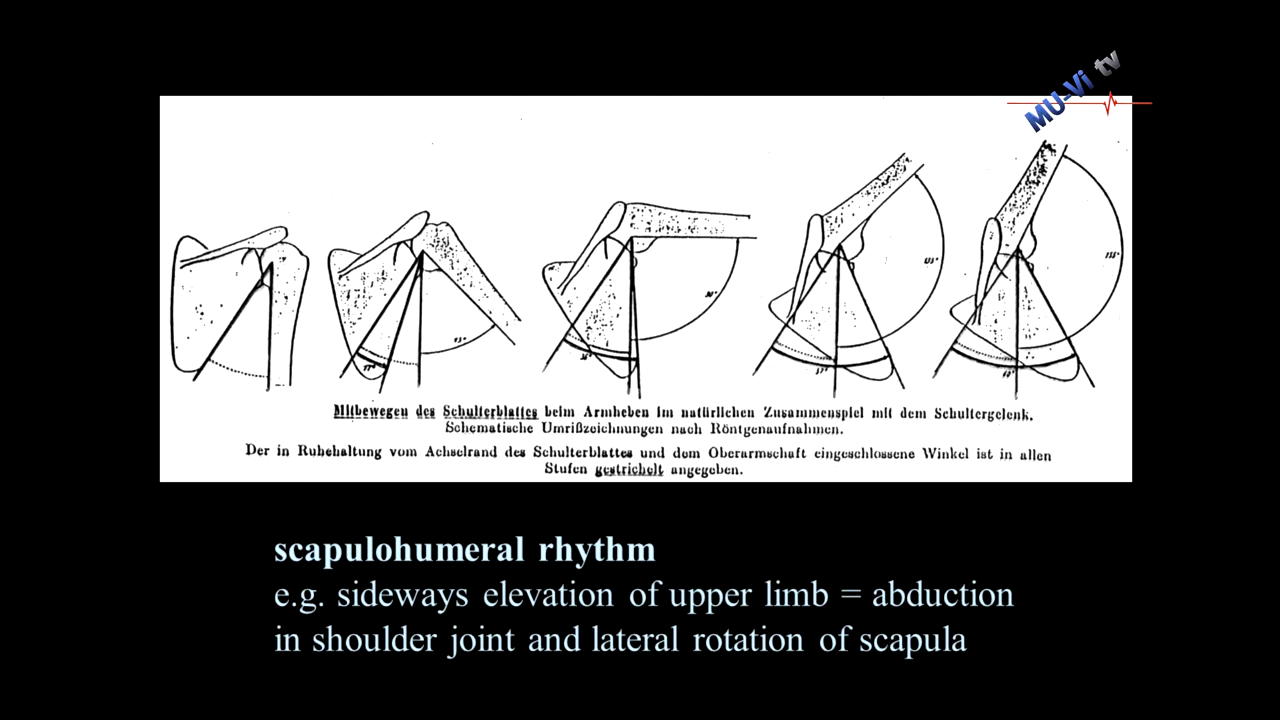 MU-Vi tv
90°
Mitbewegen des Schulterblattes beim Armheben im natürlichen Zusammenspiel mit dem Schultergelenk.
Schematische Umrißzeichnungen nach Röntgenaufnahmen.
Der in Ruhehaltung vom Achselrand des Schulterblattes und dem Oberarmschaft eingeschlossene Winkel ist in allen
Stufen gestrichelt angegeben.
scapulohumeral rhythm
e.g. sideways elevation of upper limb = abduction
in shoulder joint and lateral rotation of scapula